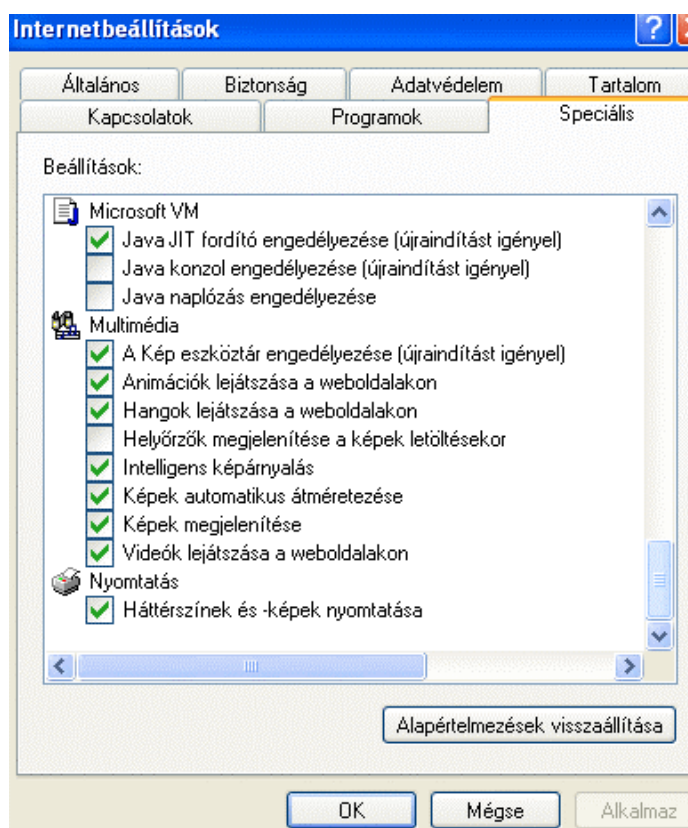 Internetbeállítások
Általános Biztonság Adatvédelem Tartalom
Kapcsolatok Programok Speciális
Beállítások:
Microsoft VM
Java JIT fordító engedélyezése (újraindítást igényel)
Java konzol engedélyezése (újraindítást igényel)
Java naplózás engedélyezése
Multimédia
A Kép eszköztár engedélyezése (újraindítást igényel)
Animációk lejátszása a weboldalakon
Hangok lejátszása a weboldalakon
Helyőrzők megjelenítése a képek letöltésekor
Intelligens képárnyalás
Képek automatikus átméretezése
Képek megjelenítése
Videók lejátszása a weboldalakon
Nyomtatás
Háttérszínek és -képek nyomtatása
Alapértelmezések visszaállítása
OK Mégse Alkalmaz